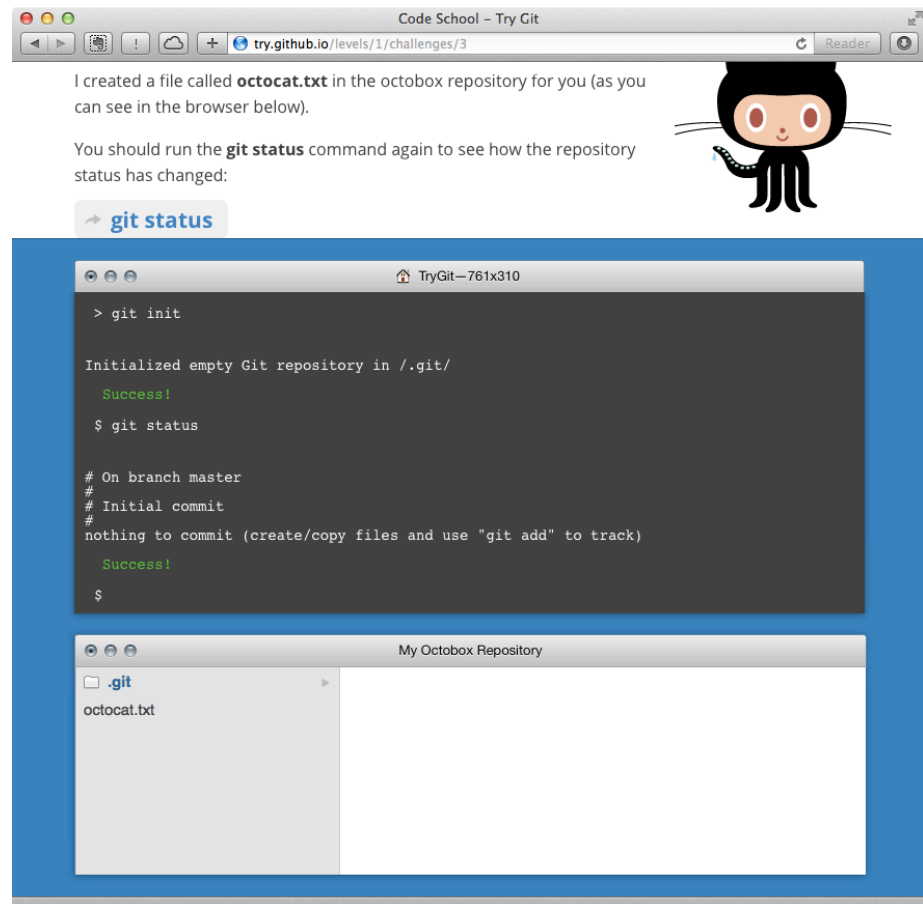 Code School – Try Git
try.github.io/levels/1/challenges/3
Reader
I created a file called octocat.txt in the octobox repository for you (as you
can see in the browser below).
You should run the git status command again to see how the repository
status has changed:
git status
TryGit—761x310
> git init
Initialized empty Git repository in /.git/
Success!
$ git status
# On branch master
#
# Initial commit
#
nothing to commit (create/copy files and use "git add" to track)
Success!
$
My Octobox Repository
.git
octocat.txt